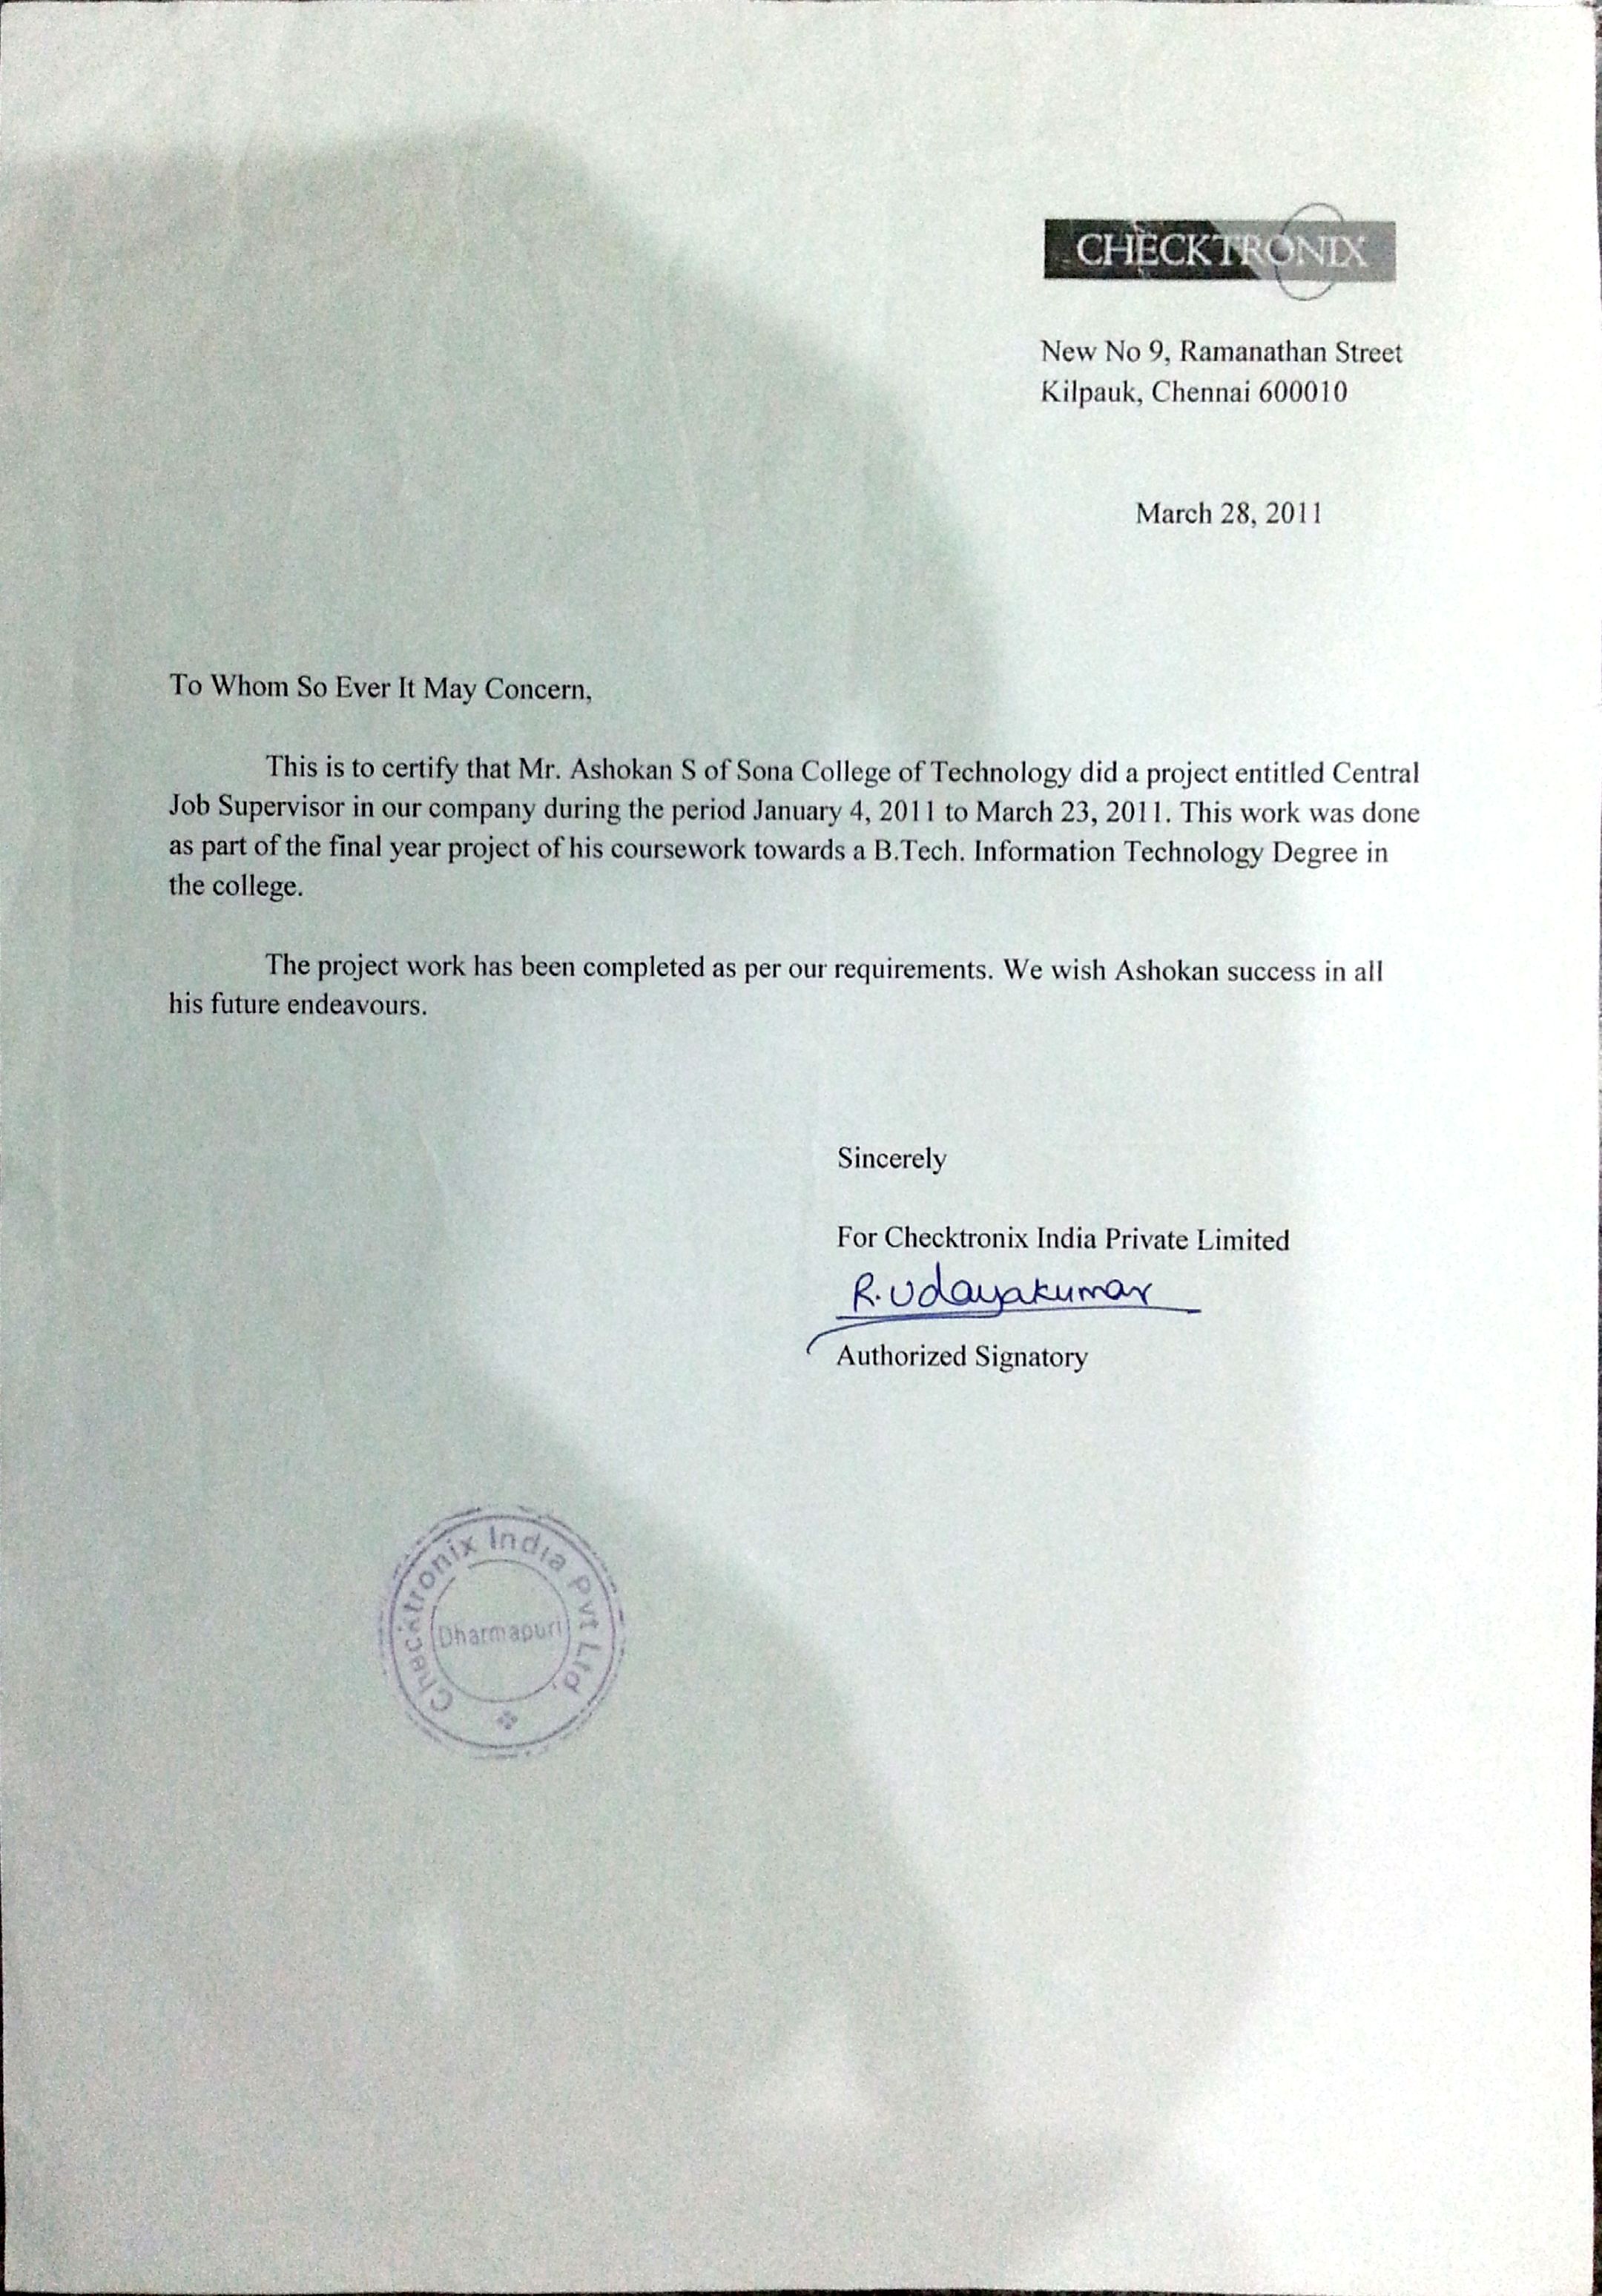 CHECKTRONIX
New No 9, Ramanathan Street
Kilpauk, Chennai 600010
March 28, 2011
To Whom So Ever It May Concern,
This is to certify that Mr. Ashokan S of Sona College of Technology did a project entitled Central
Job Supervisor in our company during the period January 4, 2011 to March 23, 2011. This work was done
as part of the final year project of his coursework towards a B.Tech. Information Technology Degree in
the college.
The project work has been completed as per our requirements. We wish Ashokan success in all
his future endeavours.
Sincerely
For Checktronix India Private Limited
R. Udayakumar
Authorized Signatory
Checktronix India Pvt Ltd.
Dharmapuri